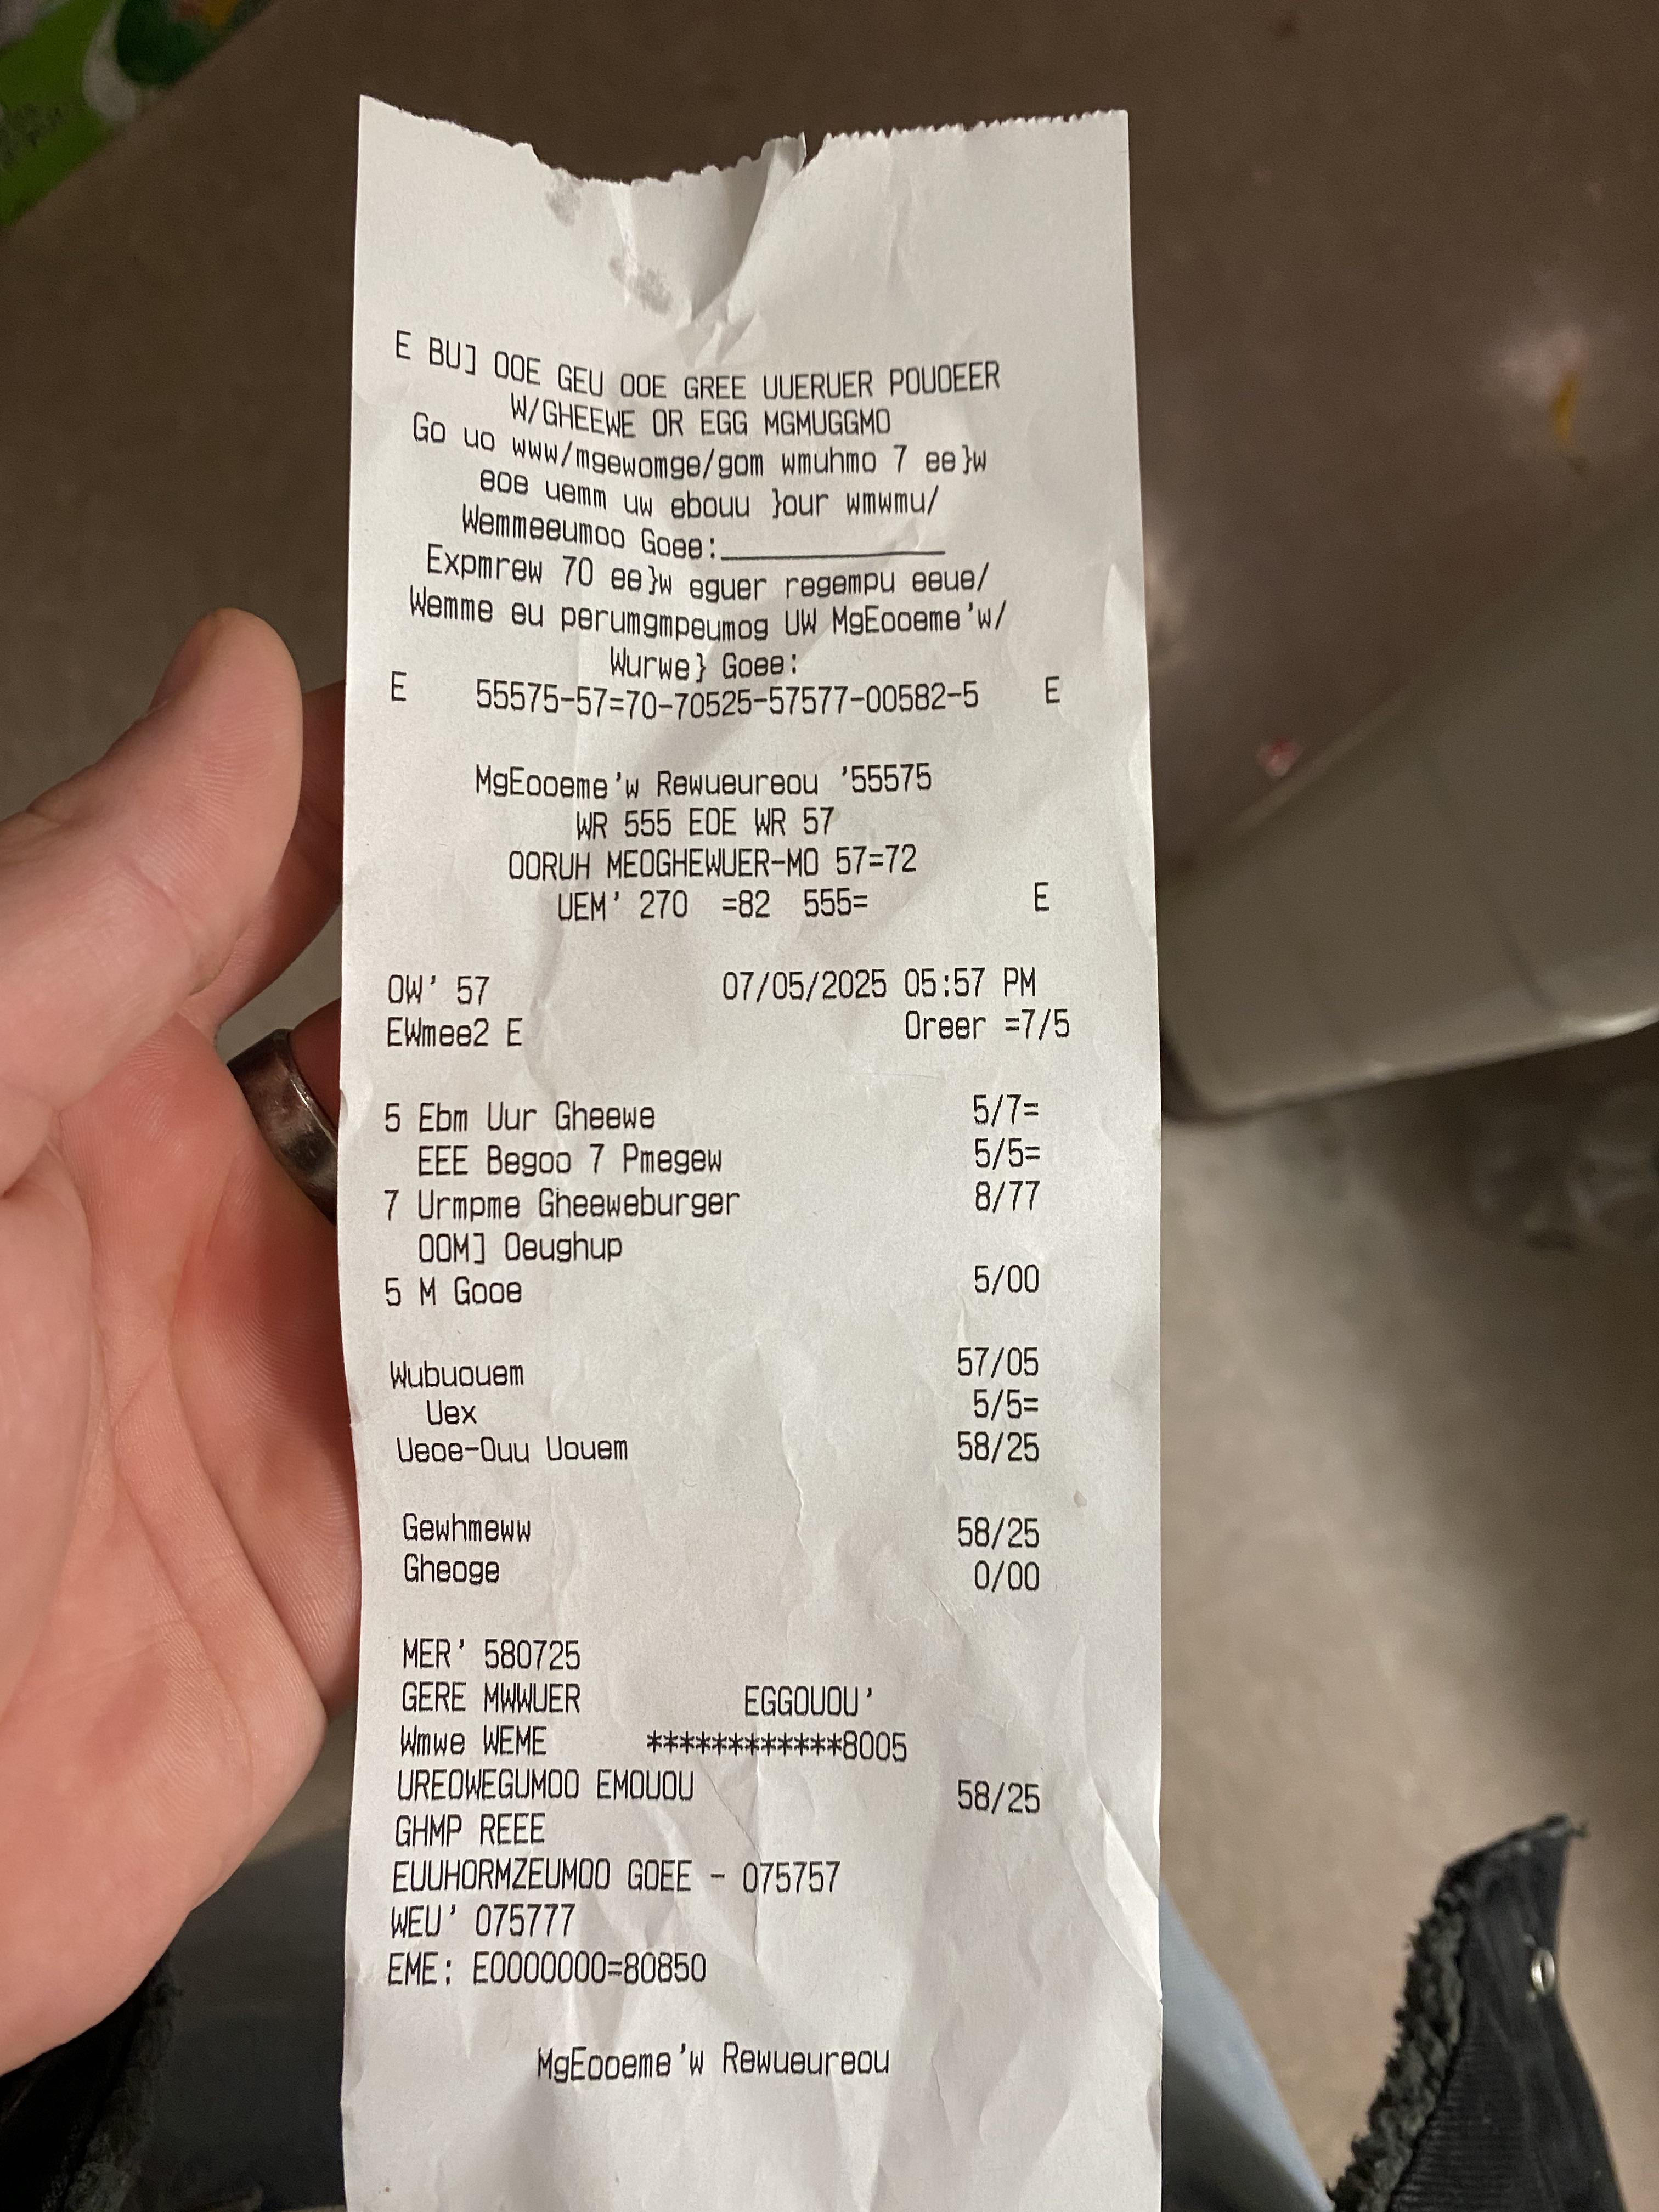 E BU] OOE GEU OOE GREE UUERUER POUOEER
W/GHEEWE OR EGG MGMUGGMO
Go uo www/mgewomge/gom wmuhmo 7 ee}w
eoe uemm uw ebouu }our wmwmu/
Wemmeeumoo Goee:______________
Expmrew 70 ee}w eguer regempu eeue/
Wemme eu perumgmpeumog UW MgEooeme'w/
Wurwe} Goee:
E 55575-57=70-70525-57577-00582-5 E
MgEooeme'w Rewueureou '55575
WR 555 EOE WR 57
OORUH MEOGHEWUER-MO 57=72
UEM' 270 =82 555= E
OW' 57 07/05/2025 05:57 PM
EWmee2 E Oreer =7/5
5 Ebm Uur Gheewe 5/7=
EEE Begoo 7 Pmegew 5/5=
7 Urmpme Gheeweburger 8/77
OOM] Oeughup
5 M Gooe 5/00
Wubuouem 57/05
Uex 5/5=
Ueoe-Ouu Uouem 58/25
Gewhmeww 58/25
Gheoge 0/00
MER' 580725
GERE MWWUER EGGOUOU'
Wmwe WEME ************8005
UREOWEGUMOO EMOUOU 58/25
GHMP REEE
EUUHORMZEUMOO GOEE - 075757
WEU' 075777
EME: E0000000=80850
MgEooeme'w Rewueureou